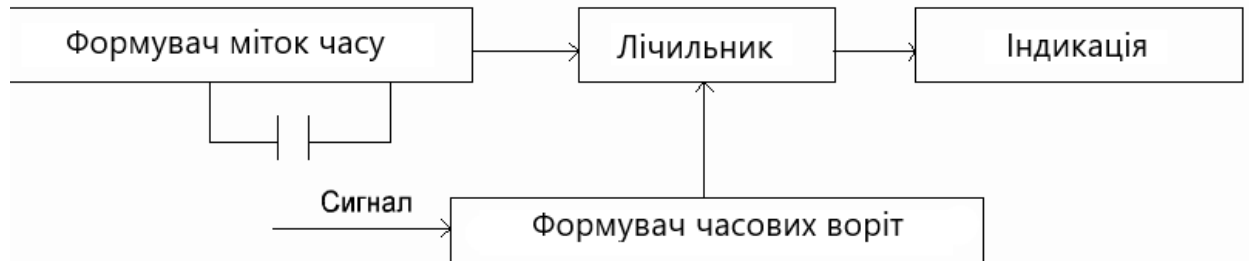 Формувач міток часу
Лічильник
Індикація
Сигнал
Формувач часових воріт